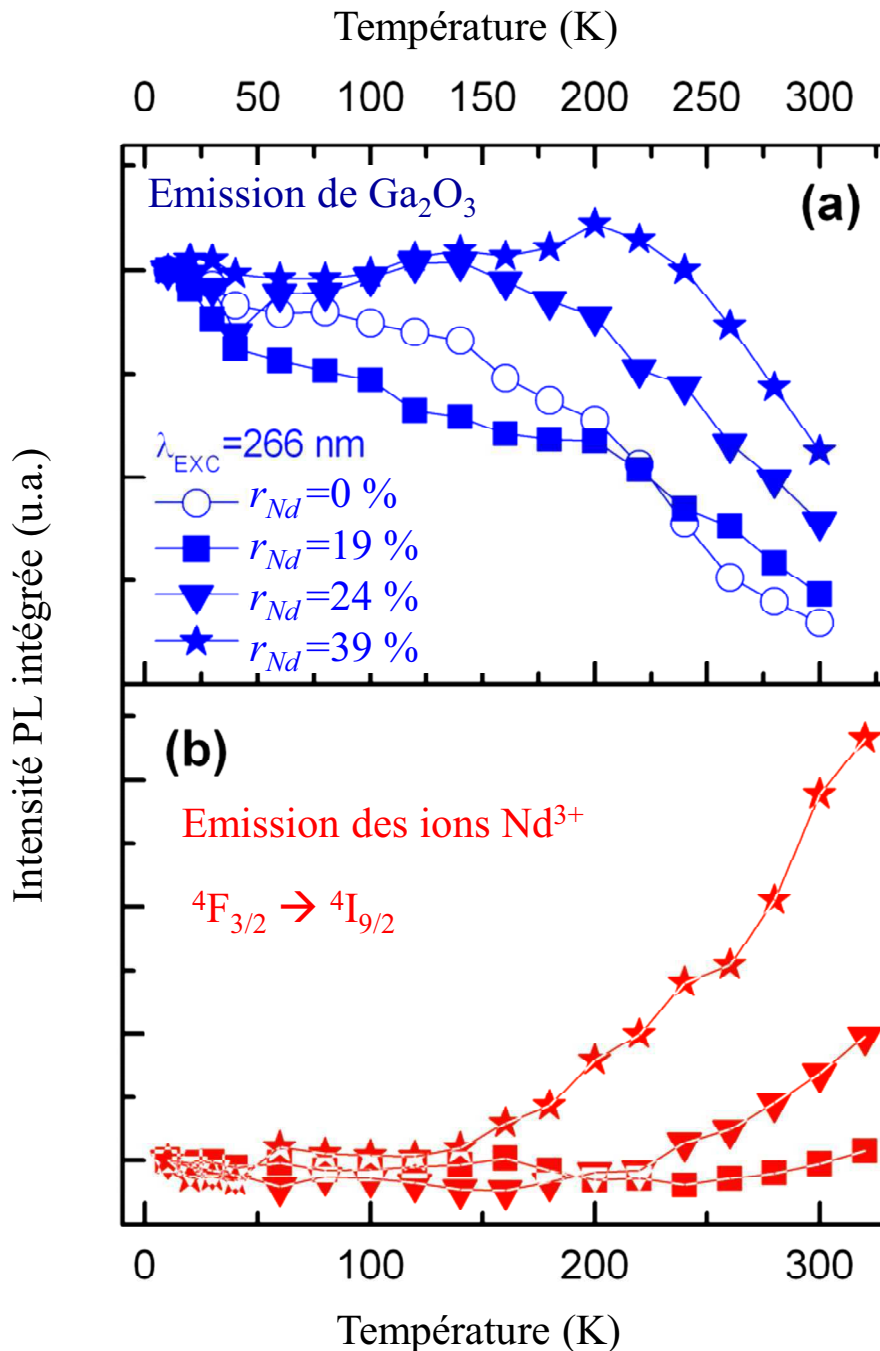 Température (K)
0 50 100 150 200 250 300
Emission de Ga₂O₃
(a)
λEXC=266 nm
rNd=0 %
rNd=19 %
rNd=24 %
rNd=39 %
Intensité PL intégrée (u.a.)
(b)
Emission des ions Nd³⁺
⁴F₃/₂ → ⁴I₉/₂
0 100 200 300
Température (K)